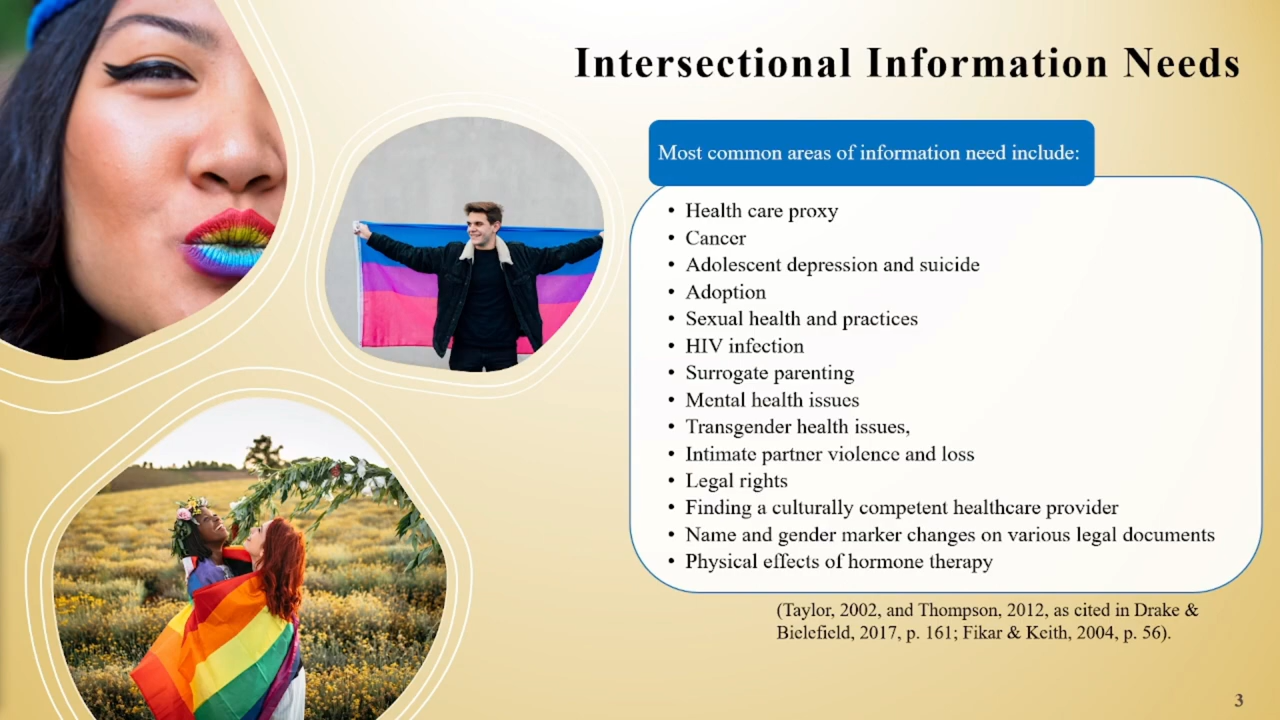 Intersectional Information Needs
Most common areas of information need include:
• Health care proxy
• Cancer
• Adolescent depression and suicide
• Adoption
• Sexual health and practices
• HIV infection
• Surrogate parenting
• Mental health issues
• Transgender health issues,
• Intimate partner violence and loss
• Legal rights
• Finding a culturally competent healthcare provider
• Name and gender marker changes on various legal documents
• Physical effects of hormone therapy
(Taylor, 2002, and Thompson, 2012, as cited in Drake &
Bielefield, 2017, p. 161; Fikar & Keith, 2004, p. 56).
3